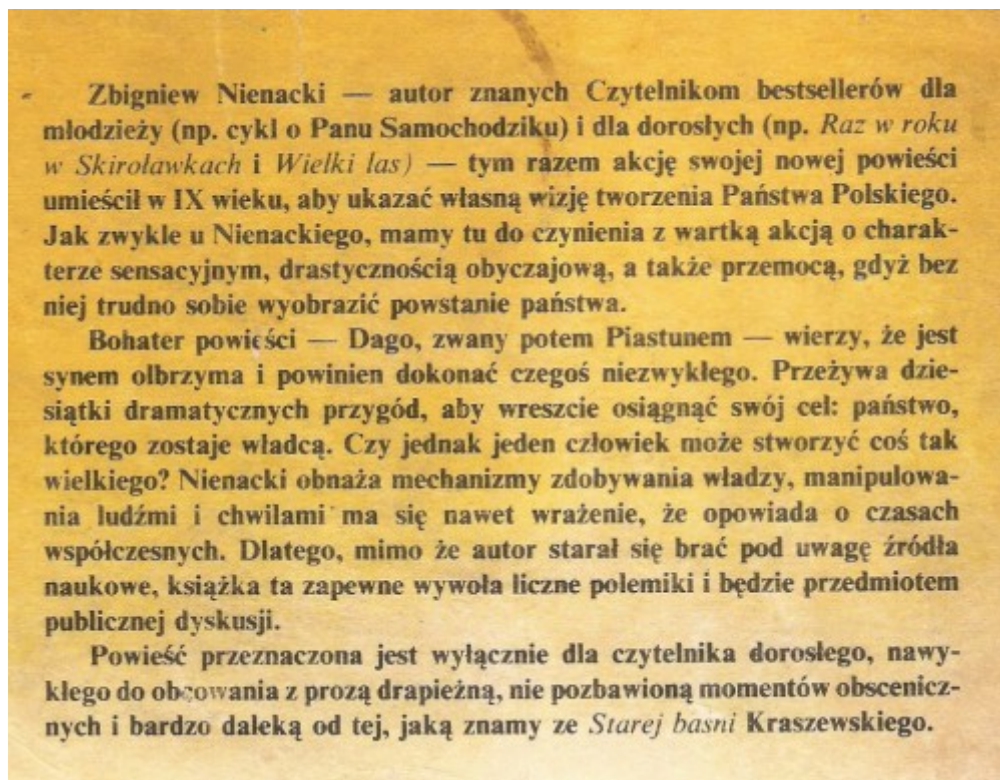 Zbigniew Nienacki — autor znanych Czytelnikom bestsellerów dla
młodzieży (np. cykl o Panu Samochodziku) i dla dorosłych (np. Raz w roku
w Skiroławkach i Wielki las) — tym razem akcję swojej nowej powieści
umieścił w IX wieku, aby ukazać własną wizję tworzenia Państwa Polskiego.
Jak zwykle u Nienackiego, mamy tu do czynienia z wartką akcją o charak-
terze sensacyjnym, drastycznością obyczajową, a także przemocą, gdyż bez
niej trudno sobie wyobrazić powstanie państwa.
Bohater powieści — Dago, zwany potem Piastunem — wierzy, że jest
synem olbrzyma i powinien dokonać czegoś niezwykłego. Przeżywa dzie-
siątki dramatycznych przygód, aby wreszcie osiągnąć swój cel: państwo,
którego zostaje władcą. Czy jednak jeden człowiek może stworzyć coś tak
wielkiego? Nienacki obnaża mechanizmy zdobywania władzy, manipulowa-
nia ludźmi i chwilami ma się nawet wrażenie, że opowiada o czasach
współczesnych. Dlatego, mimo że autor starał się brać pod uwagę źródła
naukowe, książka ta zapewne wywoła liczne polemiki i będzie przedmiotem
publicznej dyskusji.
Powieść przeznaczona jest wyłącznie dla czytelnika dorosłego, nawy-
kłego do obcowania z prozą drapieżną, nie pozbawioną momentów obscenicz-
nych i bardzo daleką od tej, jaką znamy ze Starej basni Kraszewskiego.